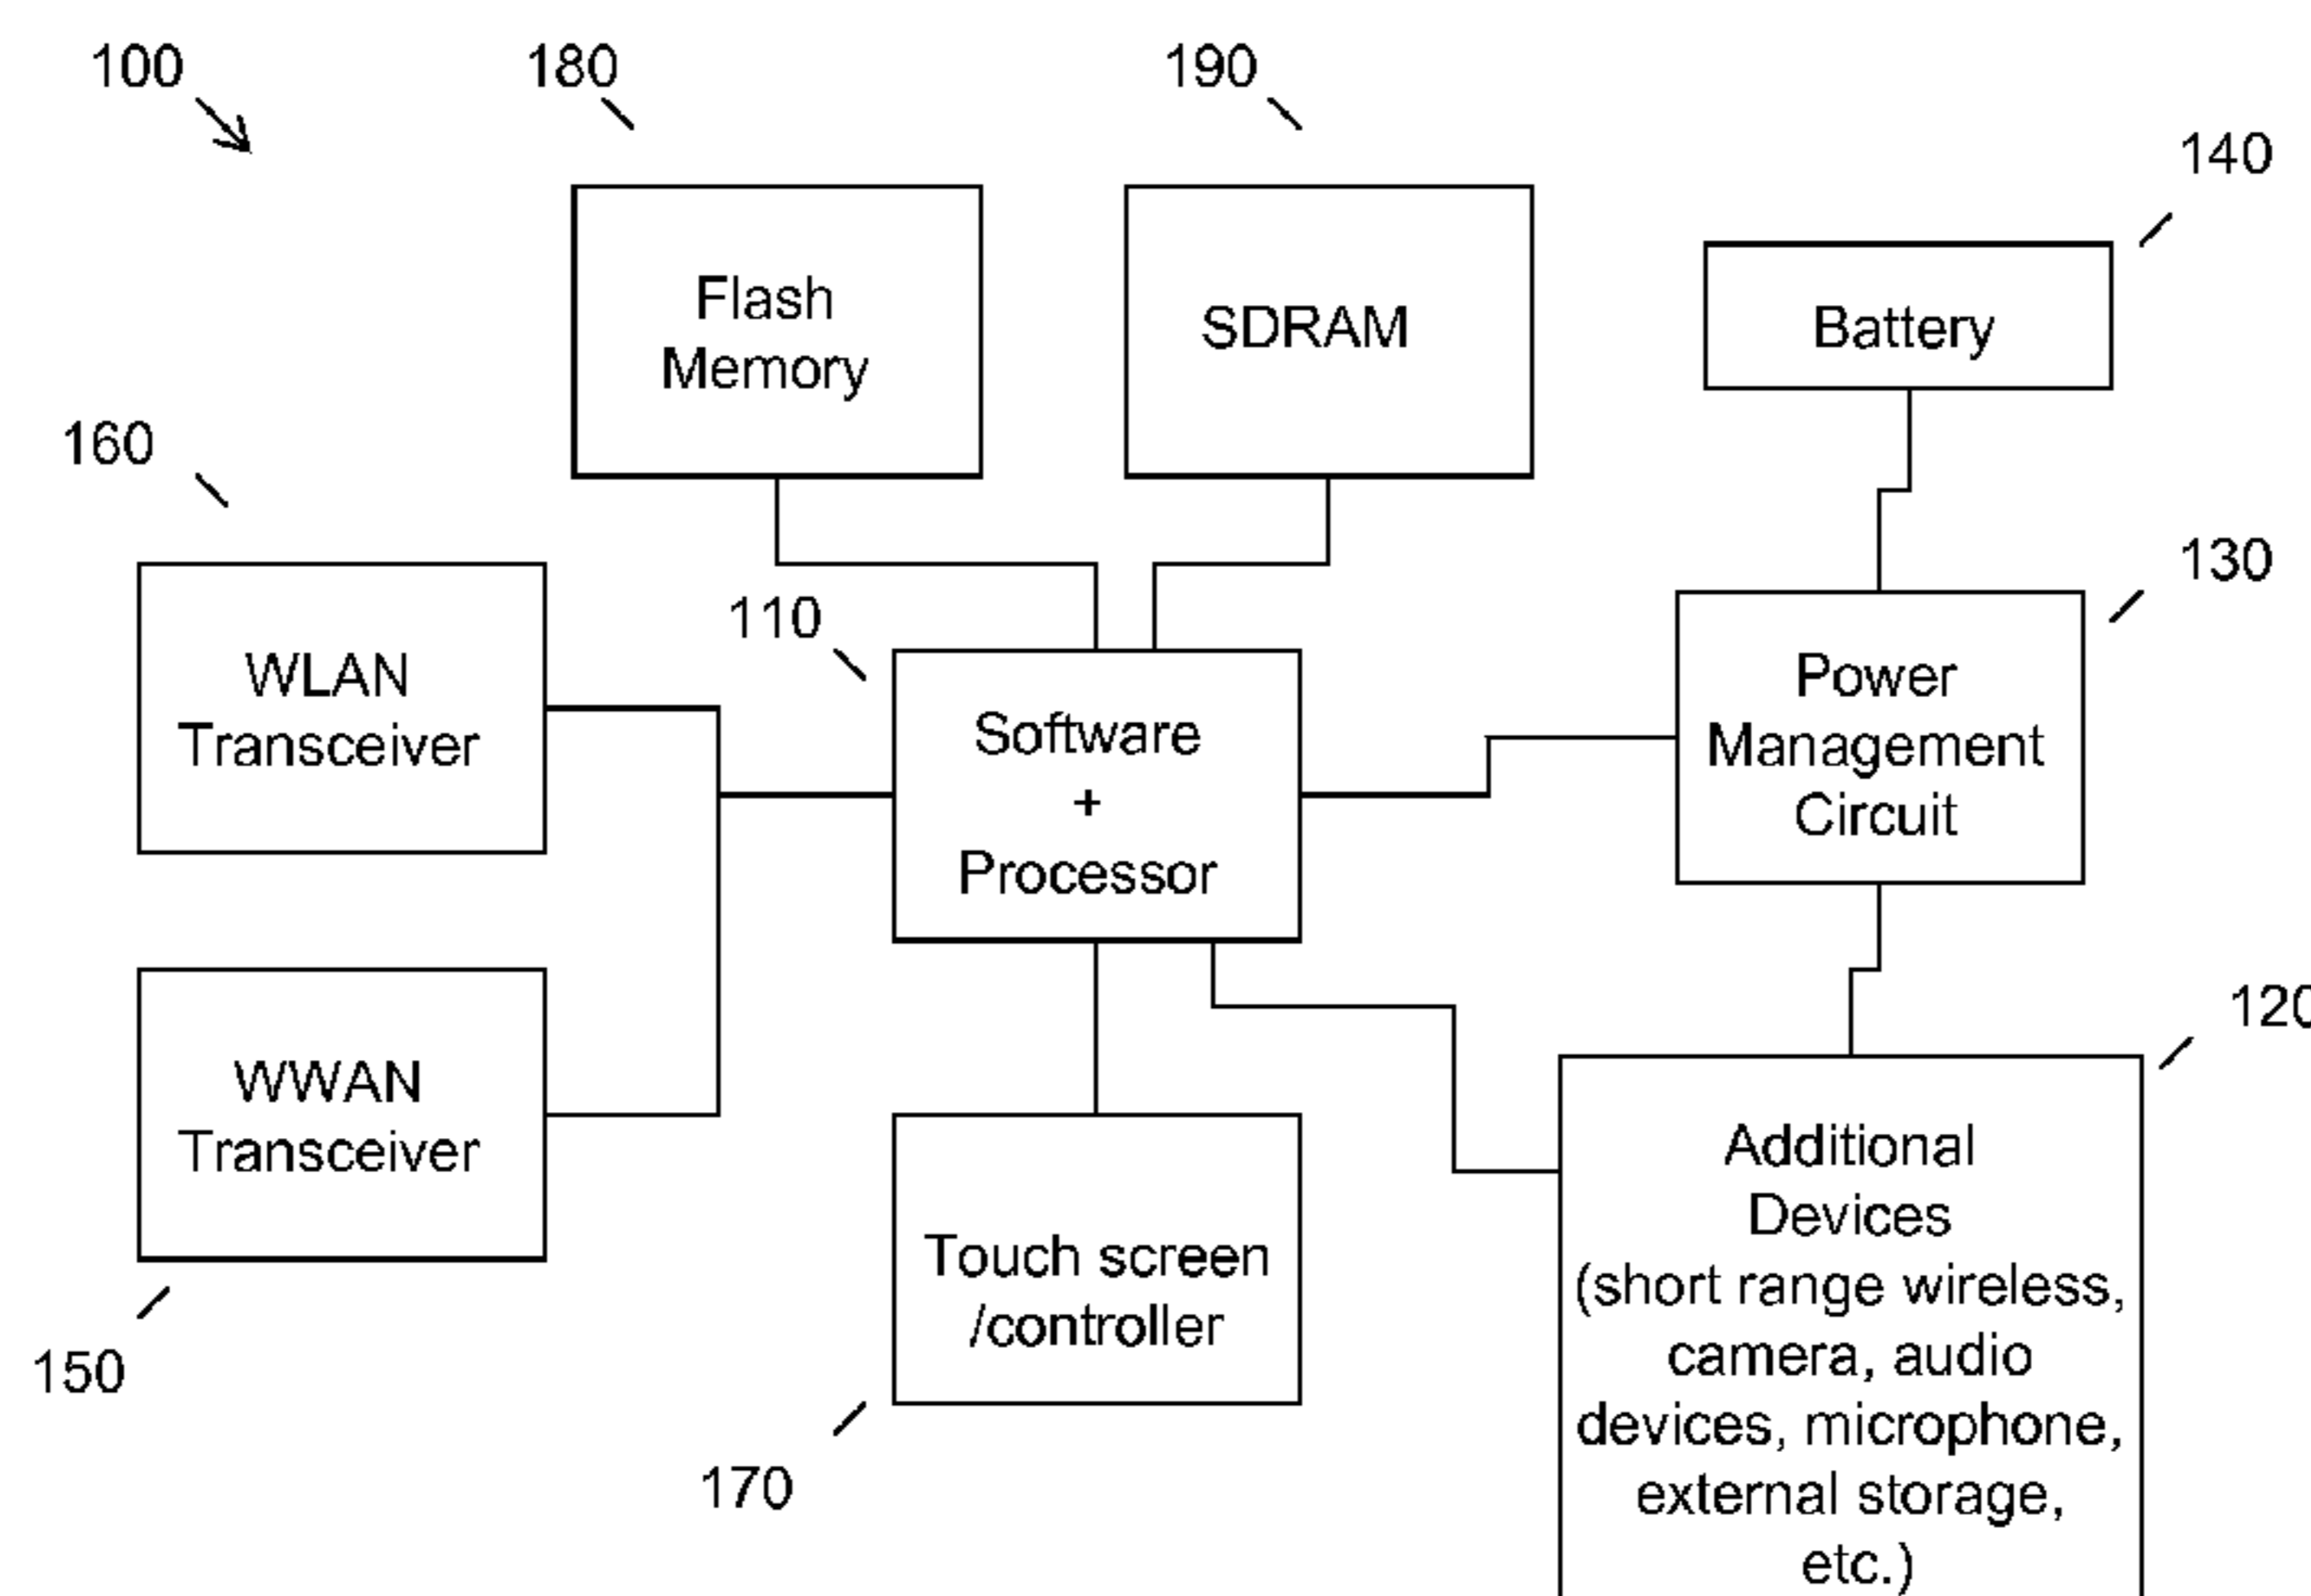 100
180
190
140
Flash
Memory
SDRAM
Battery
160
130
110
WLAN
Transceiver
Software
+
Processor
Power
Management
Circuit
120
WWAN
Transceiver
150
Touch screen
/controller
170
Additional
Devices
(short range wireless,
camera, audio
devices, microphone,
external storage,
etc.)